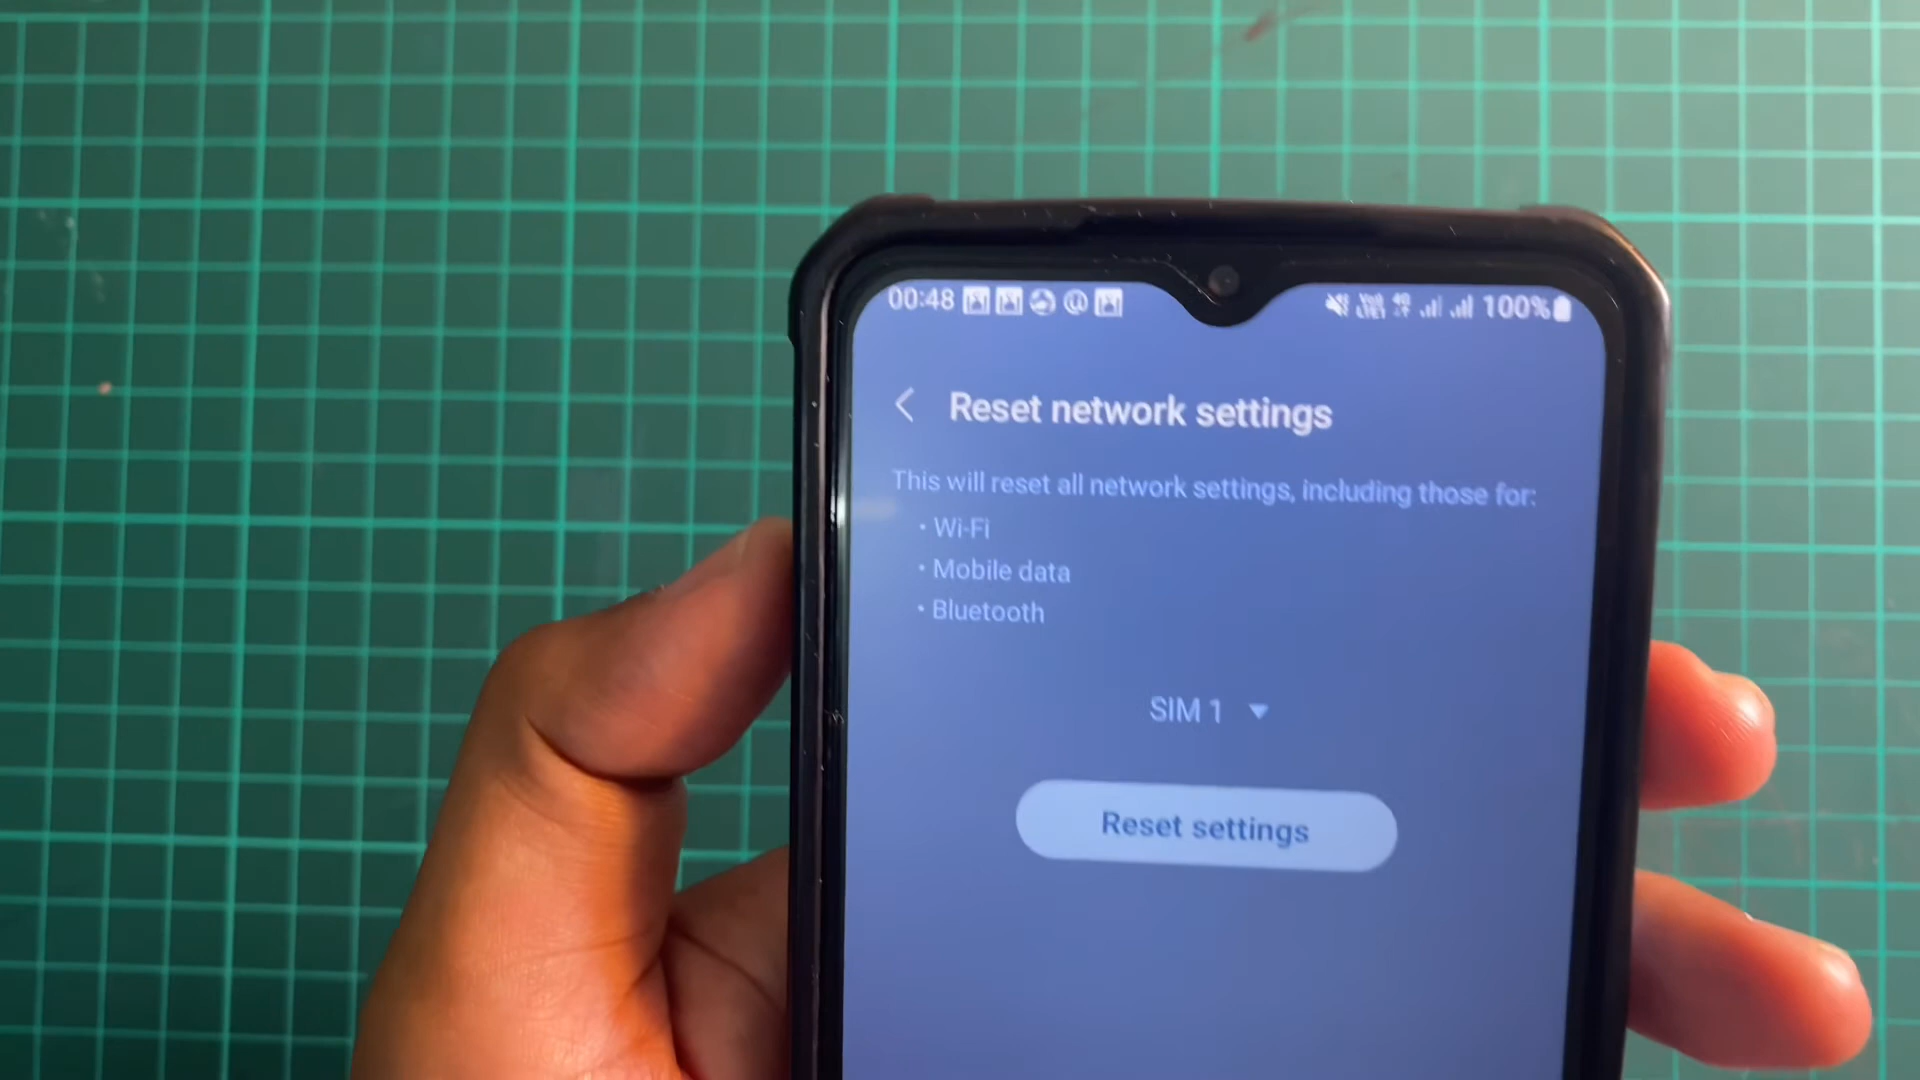 00:48 100%
Reset network settings
This will reset all network settings, including those for:
• Wi-Fi
• Mobile data
• Bluetooth
SIM 1
Reset settings